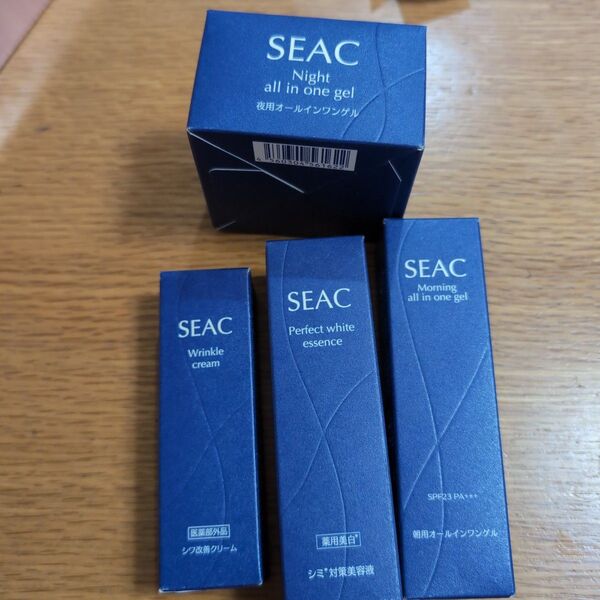 SEAC
Night
all in one gel
夜用オールインワンゲル
SEAC
Wrinkle
cream
医薬部外品
シワ改善クリーム
SEAC
Perfect white
essence
薬用美白*
シミ*対策美容液
SEAC
Morning
all in one gel
SPF23 PA+++
朝用オールインワンゲル